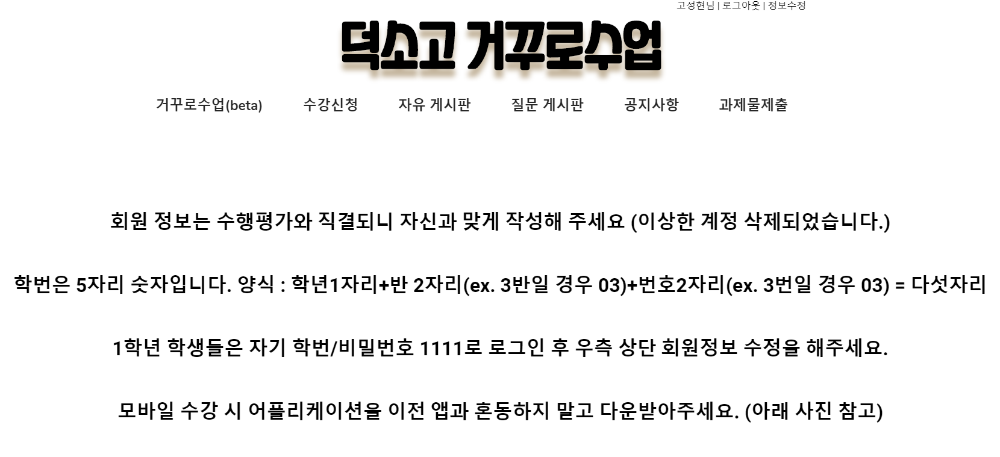 고성현님 | 로그아웃 | 정보수정
덕소고 거꾸로수업
거꾸로수업(beta) 수강신청 자유 게시판 질문 게시판 공지사항 과제물제출
회원 정보는 수행평가와 직결되니 자신과 맞게 작성해 주세요 (이상한 계정 삭제되었습니다.)
학번은 5자리 숫자입니다. 양식 : 학년1자리+반 2자리(ex. 3반일 경우 03)+번호2자리(ex. 3번일 경우 03) = 다섯자리
1학년 학생들은 자기 학번/비밀번호 1111로 로그인 후 우측 상단 회원정보 수정을 해주세요.
모바일 수강 시 어플리케이션을 이전 앱과 혼동하지 말고 다운받아주세요. (아래 사진 참고)